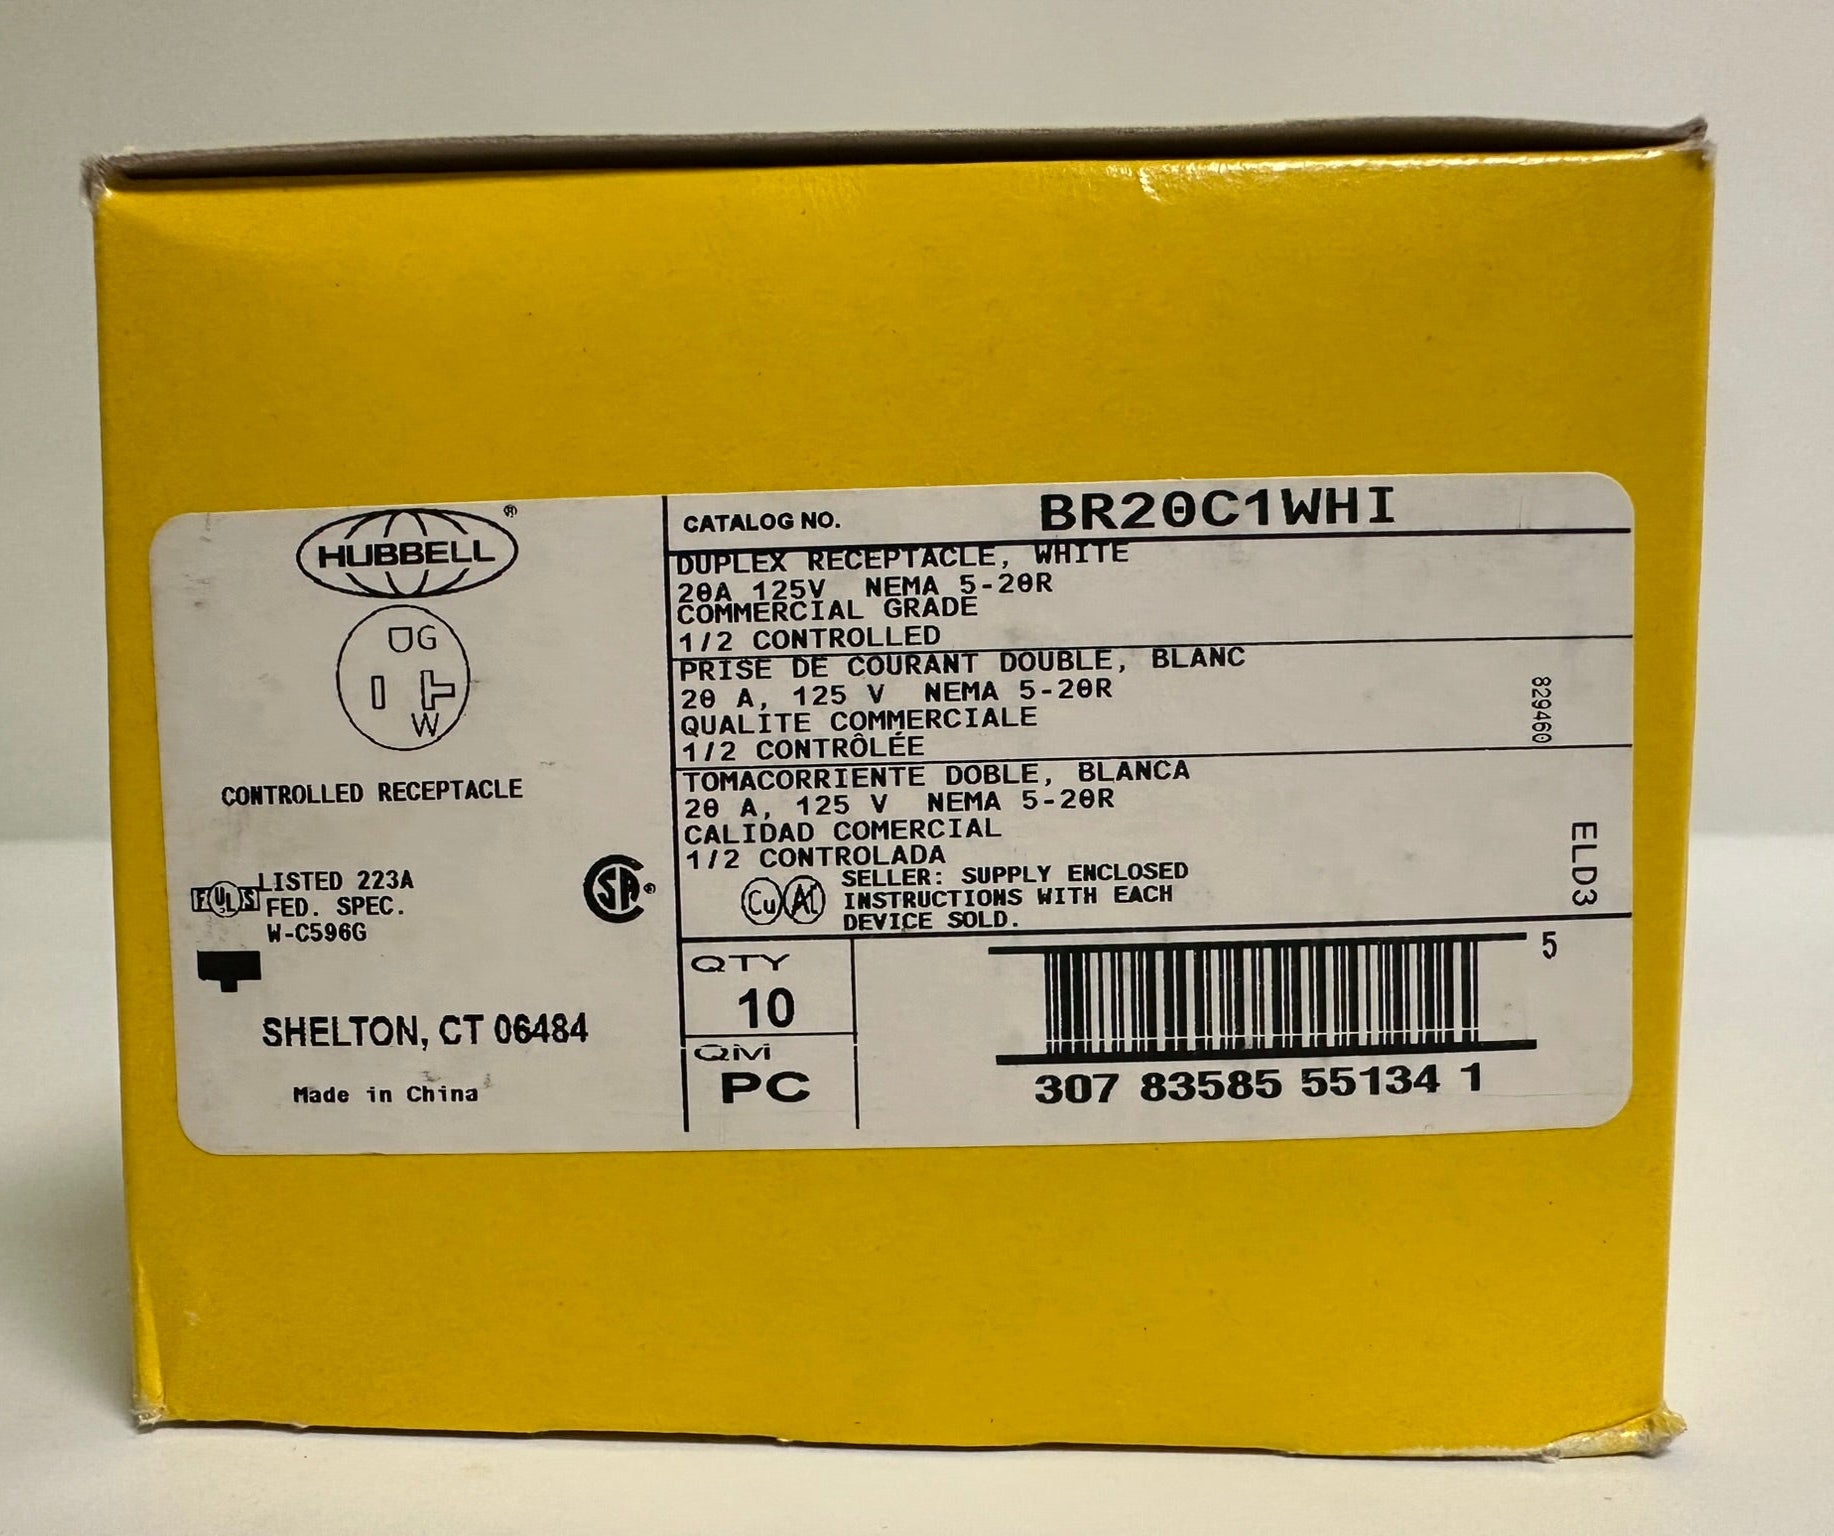 HUBBELL ®
G
W
CONTROLLED RECEPTACLE
UL LISTED 223A
FED. SPEC.
W-C596G
SA ®
SHELTON, CT 06484
Made in China
CATALOG NO. BR20C1WHI
DUPLEX RECEPTACLE, WHITE
20A 125V NEMA 5-20R
COMMERCIAL GRADE
1/2 CONTROLLED
PRISE DE COURANT DOUBLE, BLANC
20 A, 125 V NEMA 5-20R
QUALITE COMMERCIALE
1/2 CONTRÔLÉE
829460
TOMACORRIENTE DOBLE, BLANCA
20 A, 125 V NEMA 5-20R
CALIDAD COMERCIAL
1/2 CONTROLADA
ELD3
Cu
SELLER: SUPPLY ENCLOSED
INSTRUCTIONS WITH EACH
DEVICE SOLD.
QTY
10
PC
5
307 83585 55134 1